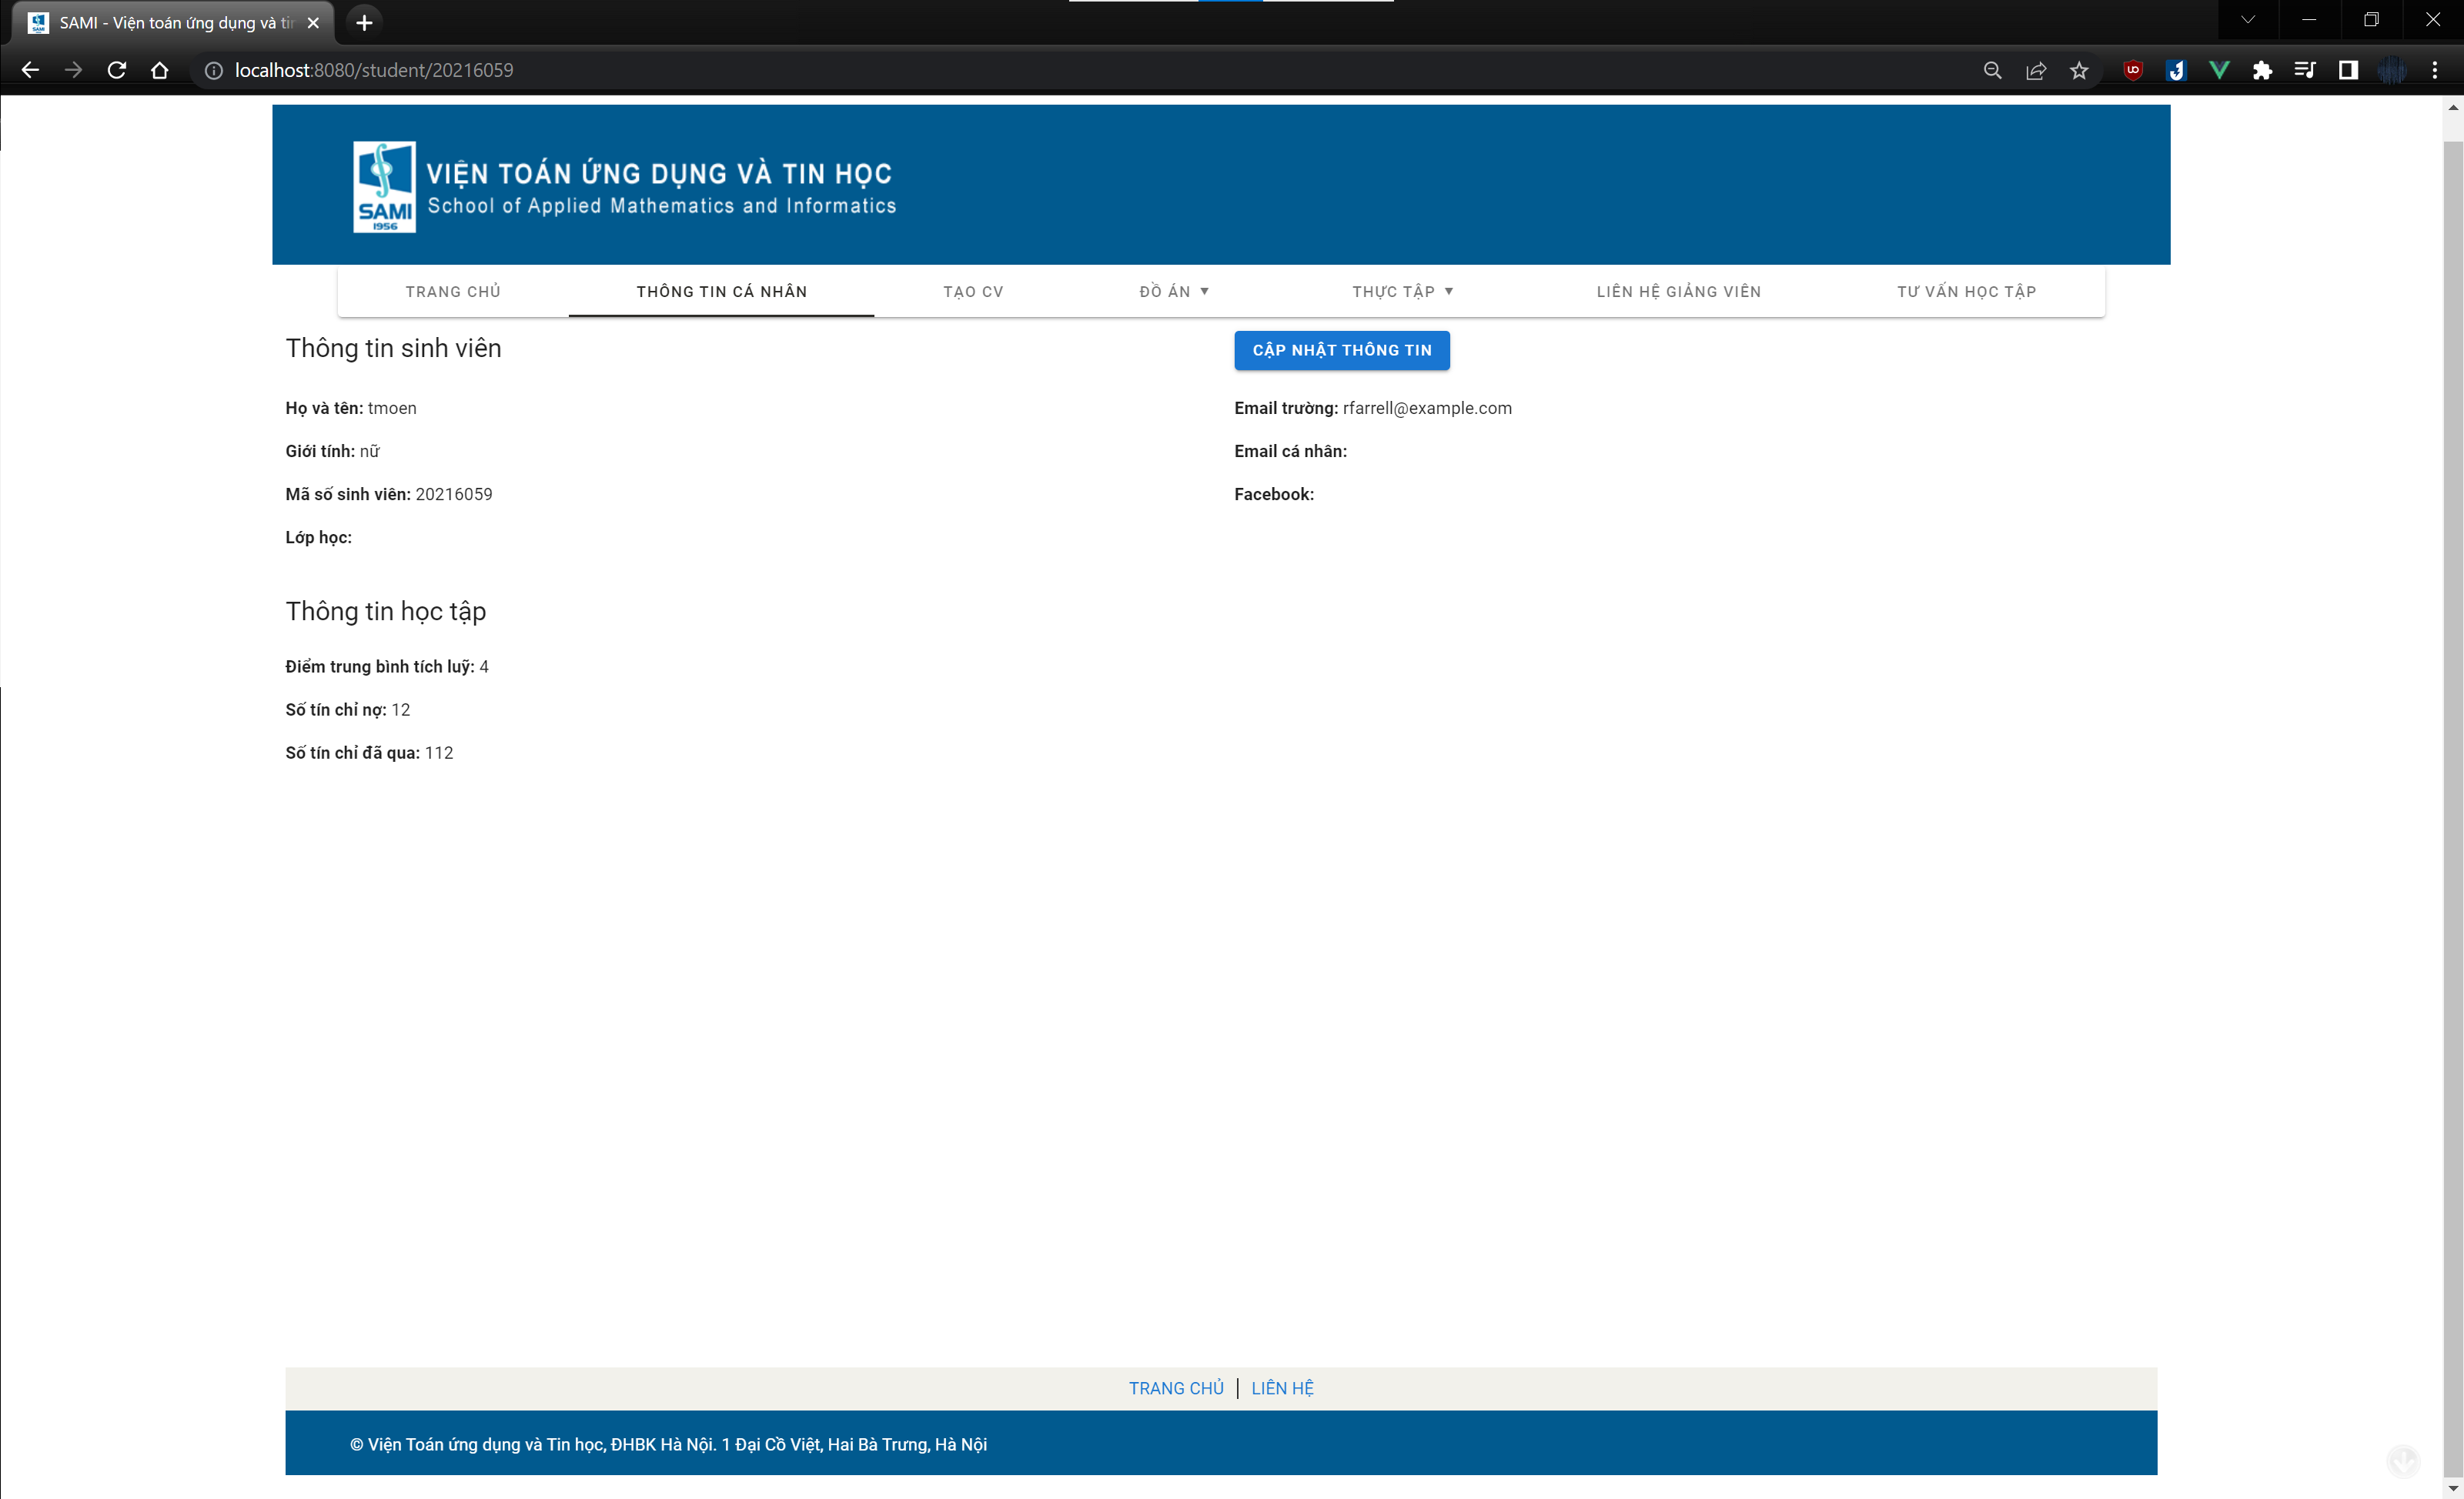 SAMI - Viện toán ứng dụng và tin
localhost:8080/student/20216059
SAMI
1956
VIỆN TOÁN ỨNG DỤNG VÀ TIN HỌC
School of Applied Mathematics and Informatics
TRANG CHỦ THÔNG TIN CÁ NHÂN TẠO CV ĐỒ ÁN ▼ THỰC TẬP ▼ LIÊN HỆ GIẢNG VIÊN TƯ VẤN HỌC TẬP
Thông tin sinh viên
CẬP NHẬT THÔNG TIN
Họ và tên: tmoen
Giới tính: nữ
Mã số sinh viên: 20216059
Lớp học:
Email trường: rfarrell@example.com
Email cá nhân:
Facebook:
Thông tin học tập
Điểm trung bình tích luỹ: 4
Số tín chỉ nợ: 12
Số tín chỉ đã qua: 112
TRANG CHỦ | LIÊN HỆ
© Viện Toán ứng dụng và Tin học, ĐHBK Hà Nội. 1 Đại Cồ Việt, Hai Bà Trưng, Hà Nội